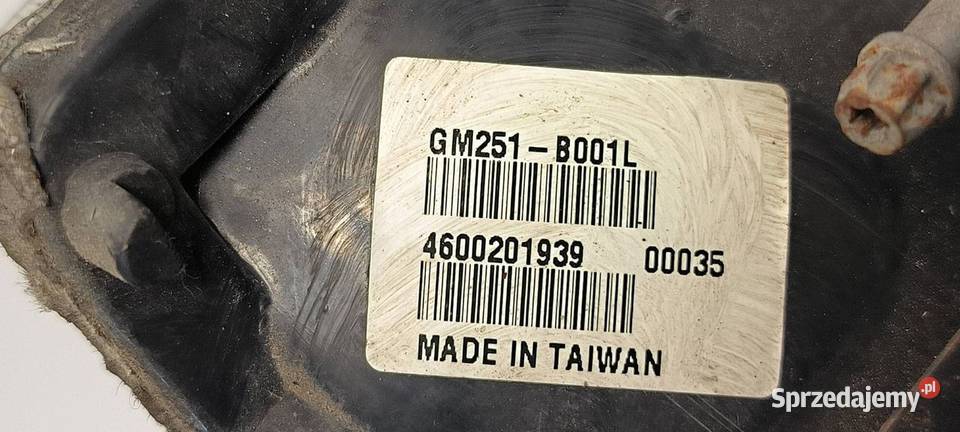 GM251-B001L
4600201939 00035
MADE IN TAIWAN
Sprzedajemy.pl